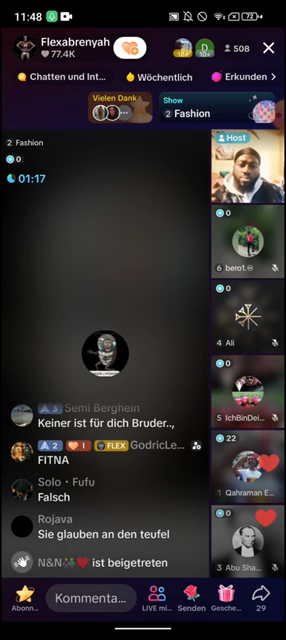 11:48
72
Flexabrenyah
77.4K
10+
10+
508
Chatten und Int...
Wöchentlich
Erkunden
Vielen Dank
Show
2 Fashion
2 Fashion
0
01:17
Host
0
6 bero1.
0
4 Ali
0
5 IchBinDei...
22
1 Qahraman E...
0
3 Abu Sha...
3 Semi Berghein
Keiner ist für dich Bruder..,
2 1 FLEX GodricLe...
FITNA
Solo • Fufu
Falsch
Rojava
Sie glauben an den teufel
N&N ist beigetreten
Abonn...
Kommenta...
LIVE mi...
Senden
Gesche...
29